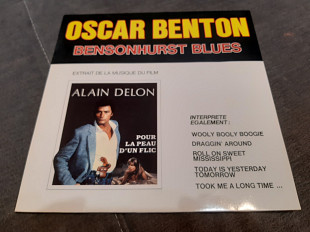 OSCAR BENTON
BENSONHURST BLUES
EXTRAIT DE LA MUSIQUE DU FILM
ALAIN DELON
POUR
LA PEAU
D'UN FLIC
INTERPRETE
EGALEMENT:
WOOLY BOOLY BOOGIE
DRAGGIN' AROUND
ROLL ON SWEET
MISSISSIPPI
TODAY IS YESTERDAY
TOMORROW
TOOK ME A LONG TIME ...